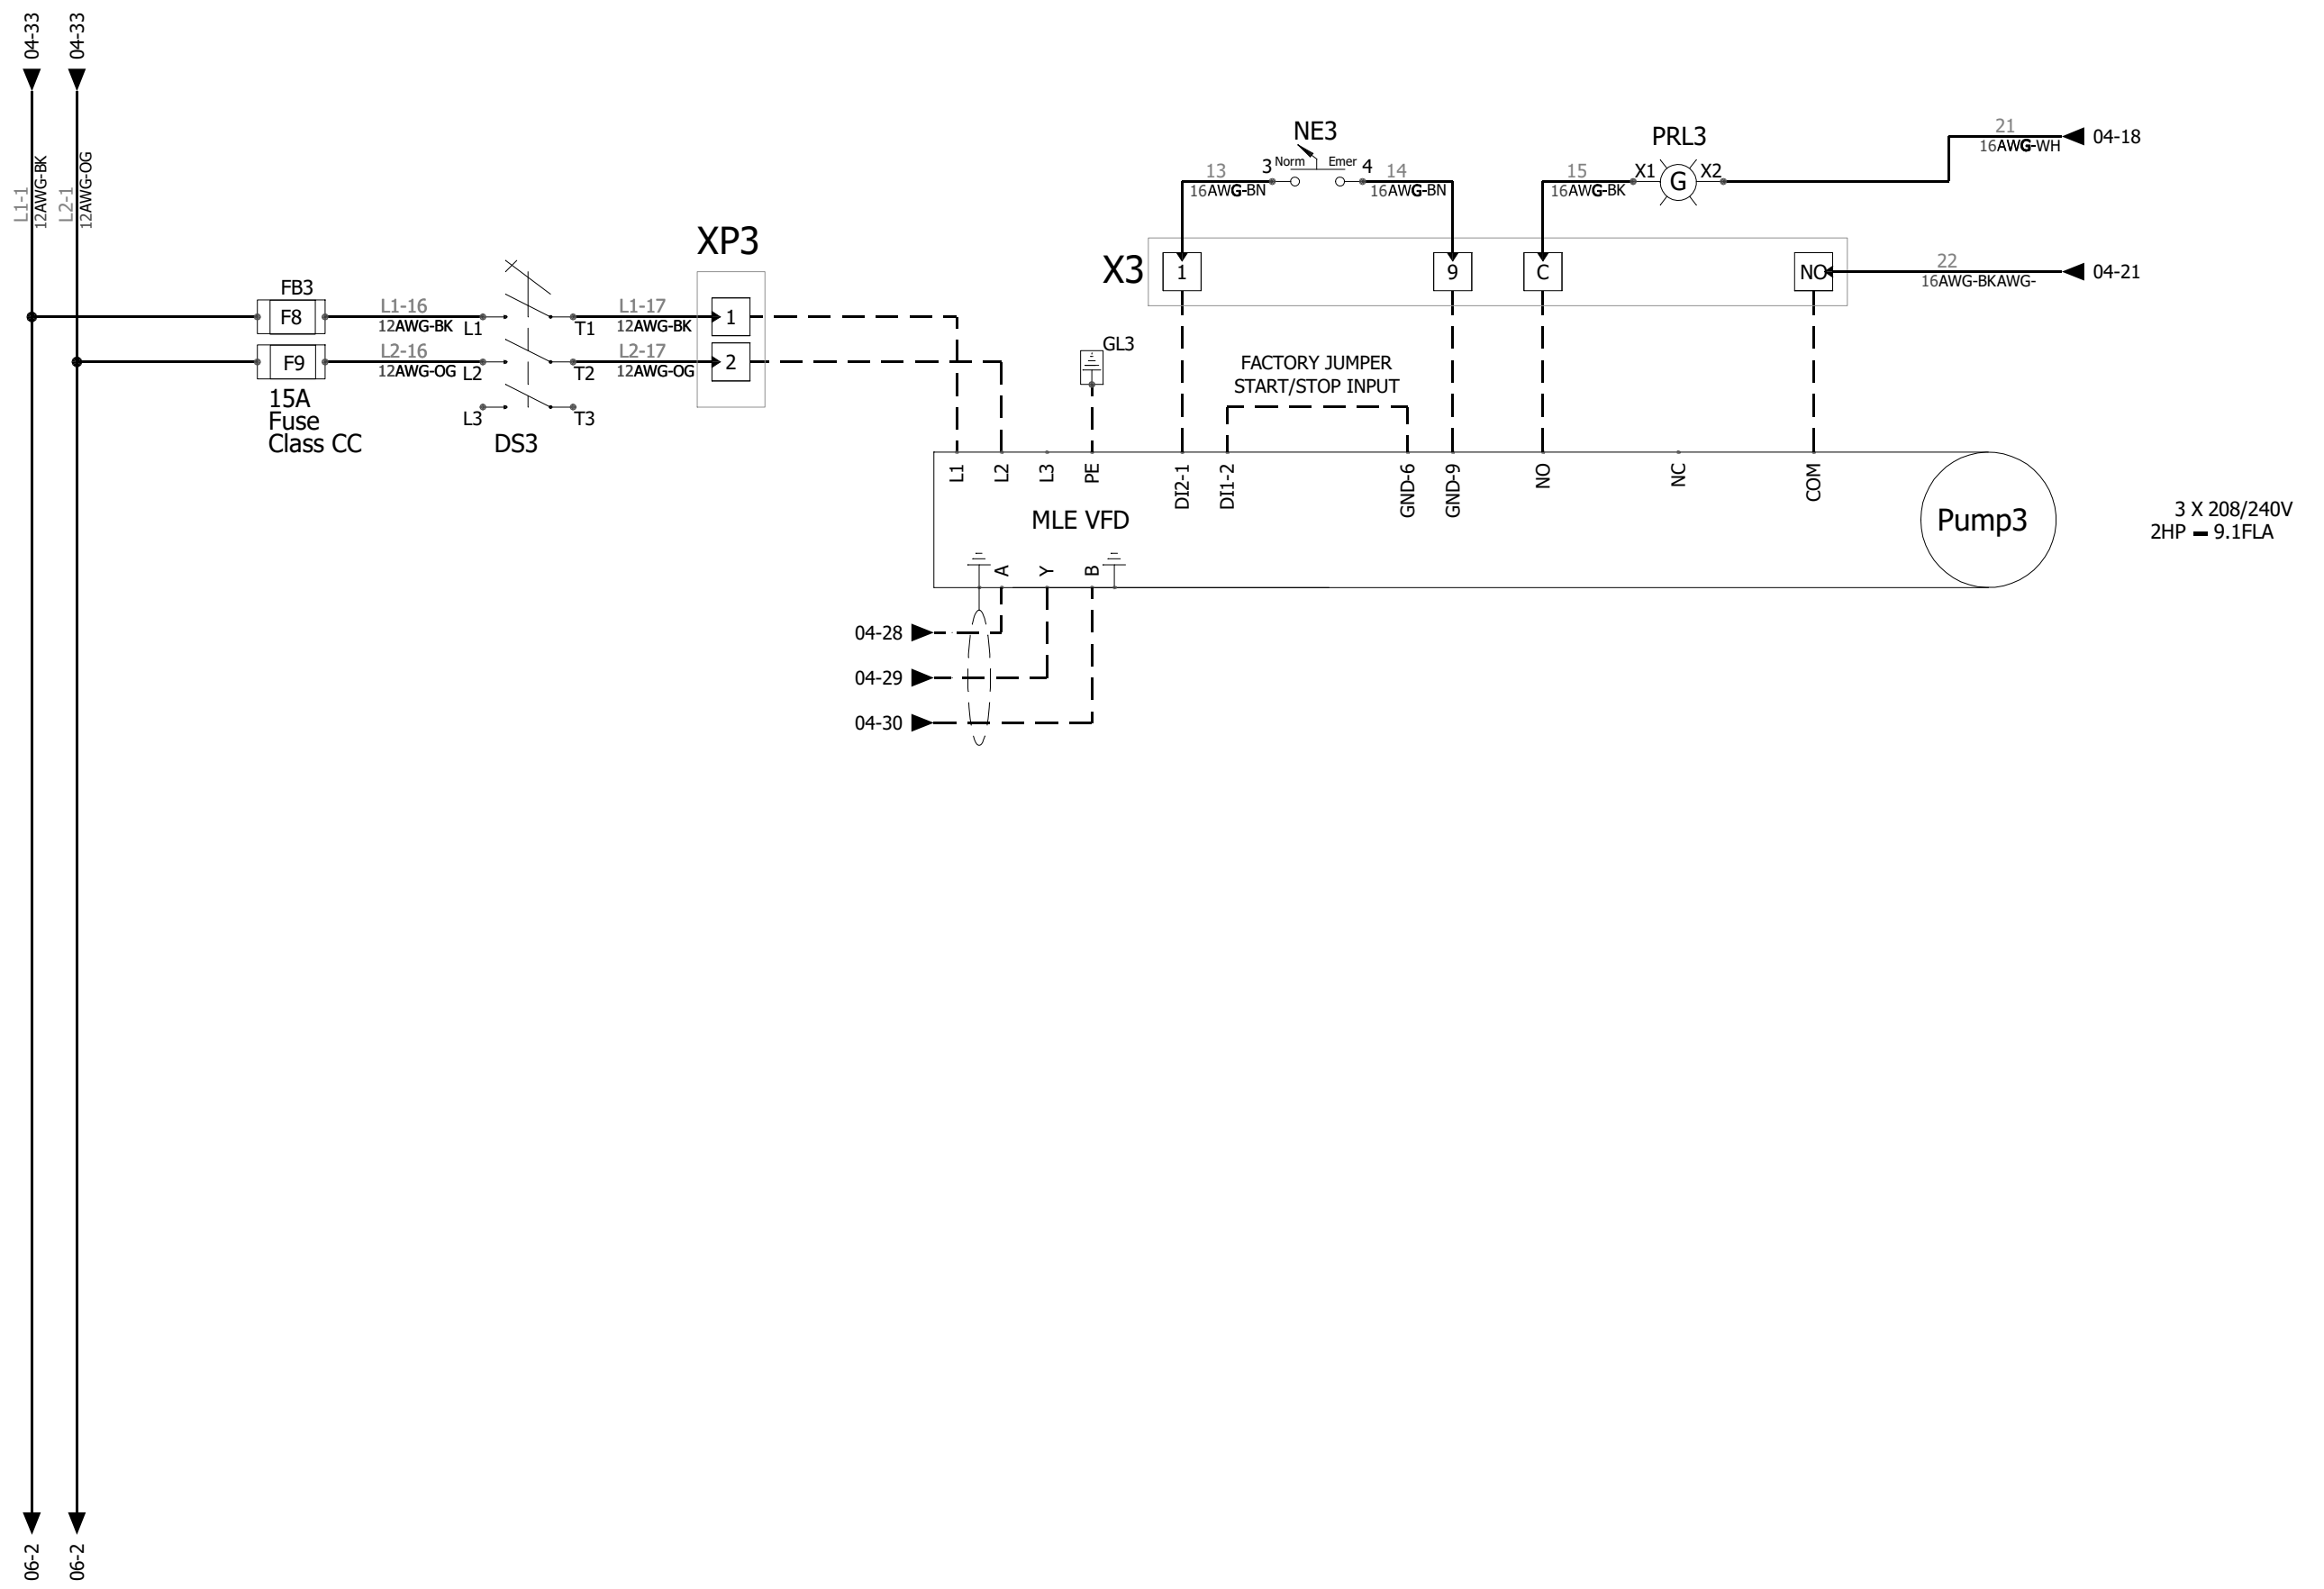 04-33
04-33
L1-1
12AWG-BK
L2-1
12AWG-OG
NE3
3
Norm
Emer
4
13
16AWG-BN
14
16AWG-BN
PRL3
15
16AWG-BK
X1
G
X2
21
16AWG-WH
04-18
X3
1
9
C
NO
22
16AWG-BKAWG-
04-21
FB3
F8
F9
15A
Fuse
Class CC
L1-16
12AWG-BK
L1
L2-16
12AWG-OG
L2
L3
DS3
T1
T2
T3
L1-17
12AWG-BK
L2-17
12AWG-OG
XP3
1
2
GL3
FACTORY JUMPER
START/STOP INPUT
L1
L2
L3
PE
DI2-1
DI1-2
GND-6
GND-9
NO
NC
COM
MLE VFD
A
Y
B
Pump3
3 X 208/240V
2HP - 9.1FLA
04-28
04-29
04-30
06-2
06-2